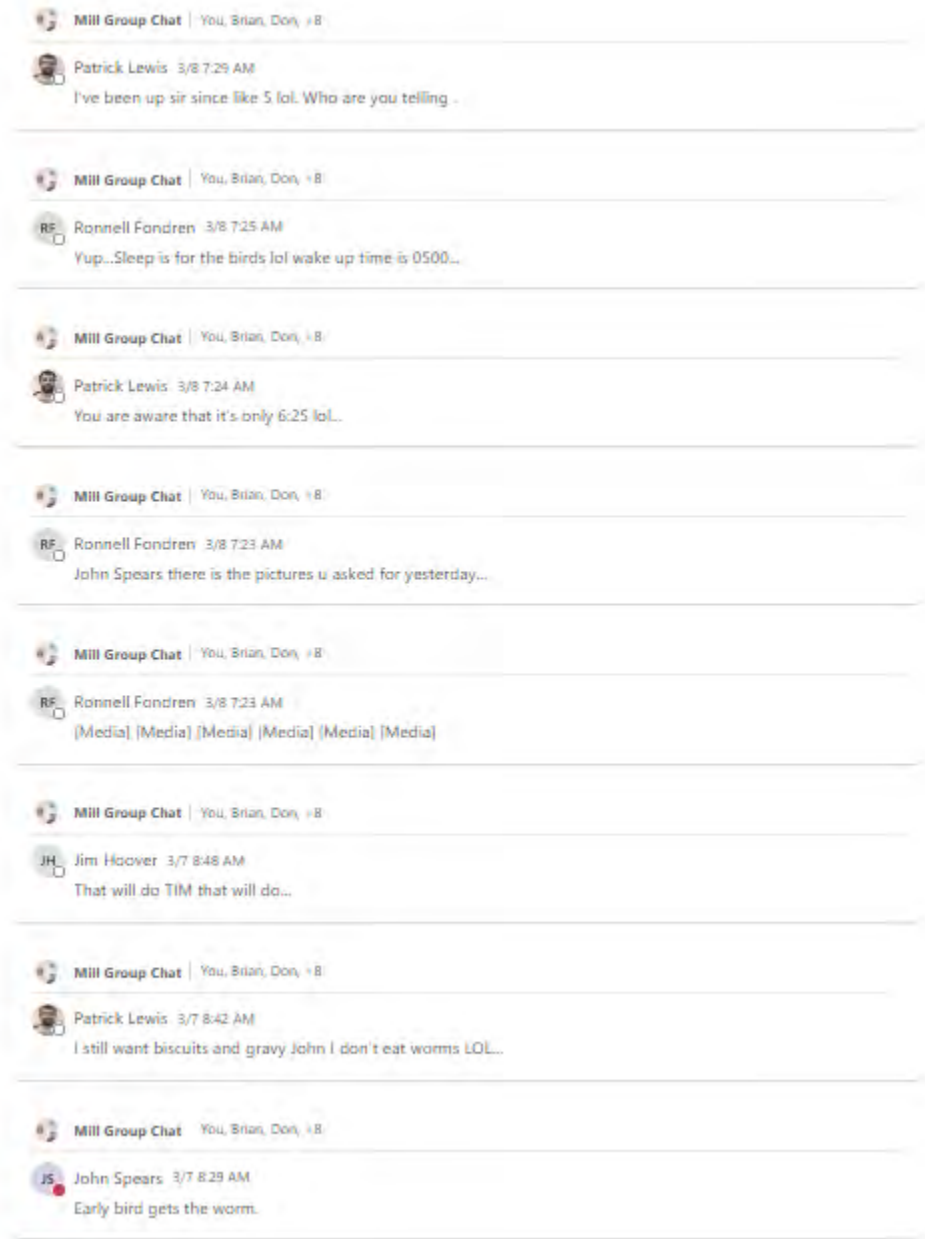 Mill Group Chat | You, Brian, Don, +8
Patrick Lewis 3/8 7:29 AM
I've been up sir since like 5 lol. Who are you telling .
Mill Group Chat | You, Brian, Don, +8
RF Ronnell Fondren 3/8 7:25 AM
Yup...Sleep is for the birds lol wake up time is 0500...
Mill Group Chat | You, Brian, Don, +8
Patrick Lewis 3/8 7:24 AM
You are aware that it's only 6:25 lol...
Mill Group Chat | You, Brian, Don, +8
RF Ronnell Fondren 3/8 7:23 AM
John Spears there is the pictures u asked for yesterday...
Mill Group Chat | You, Brian, Don, +8
RF Ronnell Fondren 3/8 7:23 AM
[Media] [Media] [Media] [Media] [Media] [Media]
Mill Group Chat | You, Brian, Don, +8
JH Jim Hoover 3/7 8:48 AM
That will do TIM that will do...
Mill Group Chat | You, Brian, Don, +8
Patrick Lewis 3/7 8:42 AM
I still want biscuits and gravy John I don't eat worms LOL...
Mill Group Chat You, Brian, Don, +8
JS John Spears 3/7 8:29 AM
Early bird gets the worm.